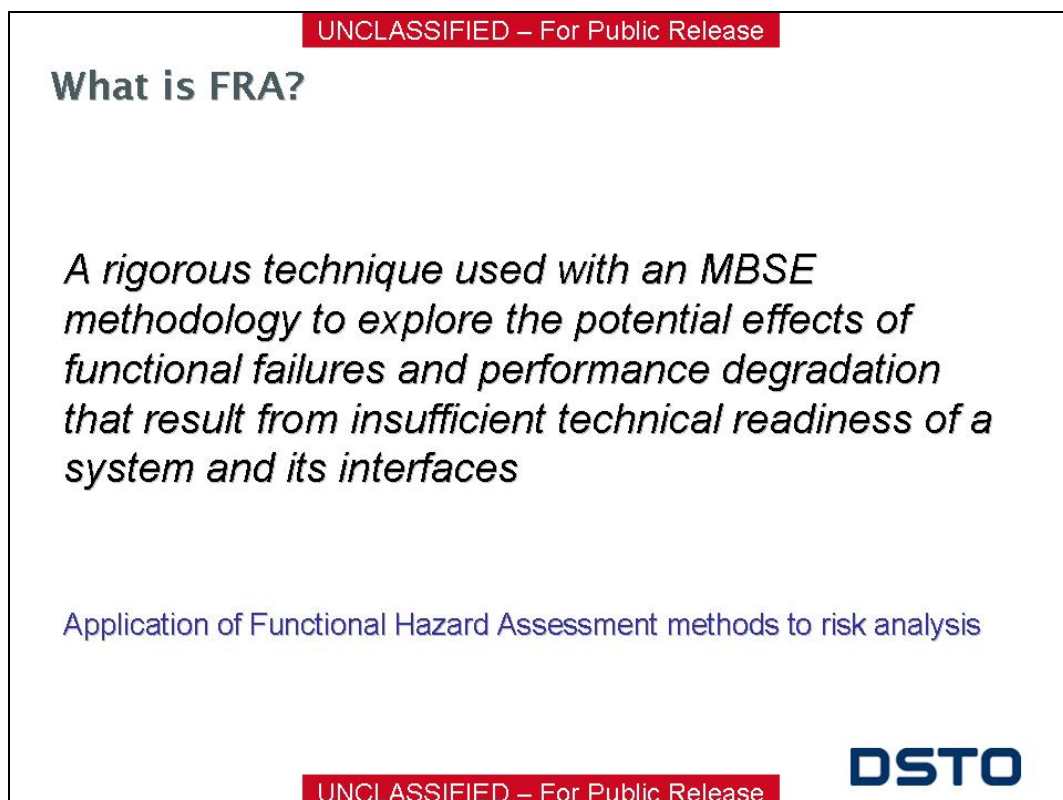 UNCLASSIFIED – For Public Release
What is FRA?
A rigorous technique used with an MBSE
methodology to explore the potential effects of
functional failures and performance degradation
that result from insufficient technical readiness of a
system and its interfaces
Application of Functional Hazard Assessment methods to risk analysis
DSTO
UNCLASSIFIED – For Public Release